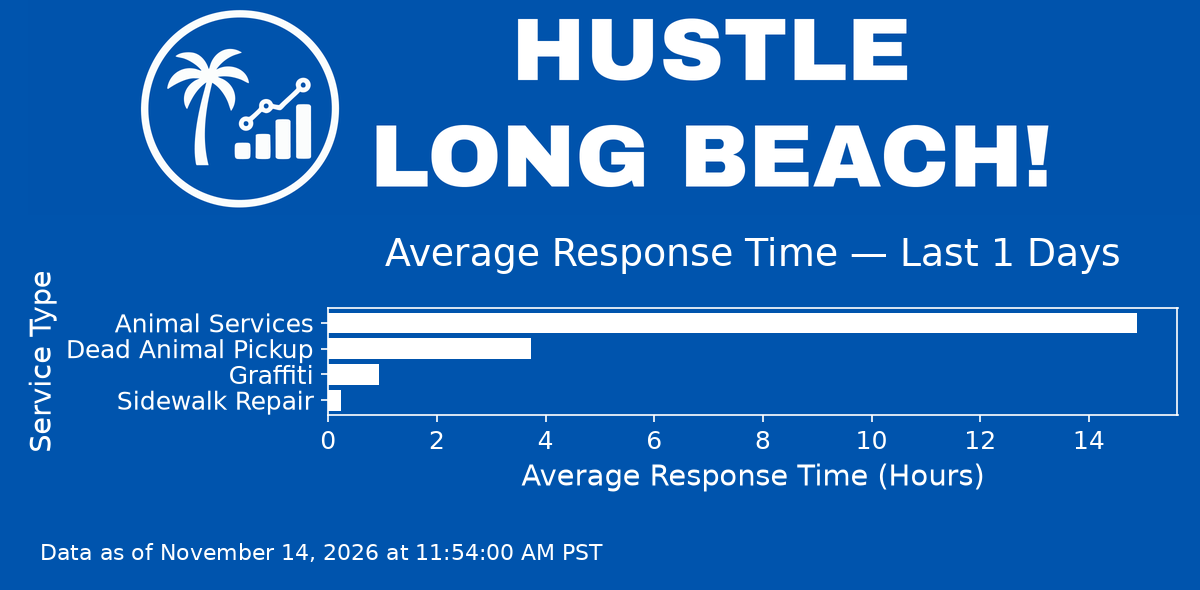 HUSTLE
LONG BEACH!
Average Response Time — Last 1 Days
Service Type
Animal Services
Dead Animal Pickup
Graffiti
Sidewalk Repair
0 2 4 6 8 10 12 14
Average Response Time (Hours)
Data as of November 14, 2026 at 11:54:00 AM PST